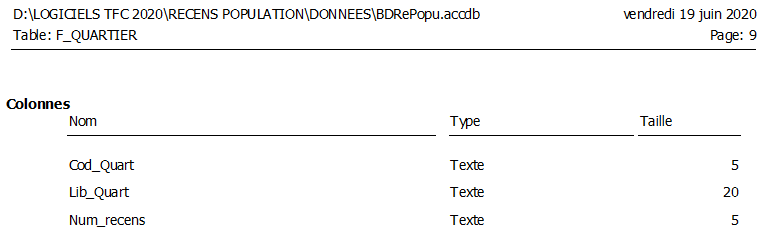 D:\LOGICIELS TFC 2020\RECENS POPULATION\DONNEES\BDRePopu.accdb vendredi 19 juin 2020
Table: F_QUARTIER Page: 9
Colonnes
Nom Type Taille
Cod_Quart Texte 5
Lib_Quart Texte 20
Num_recens Texte 5